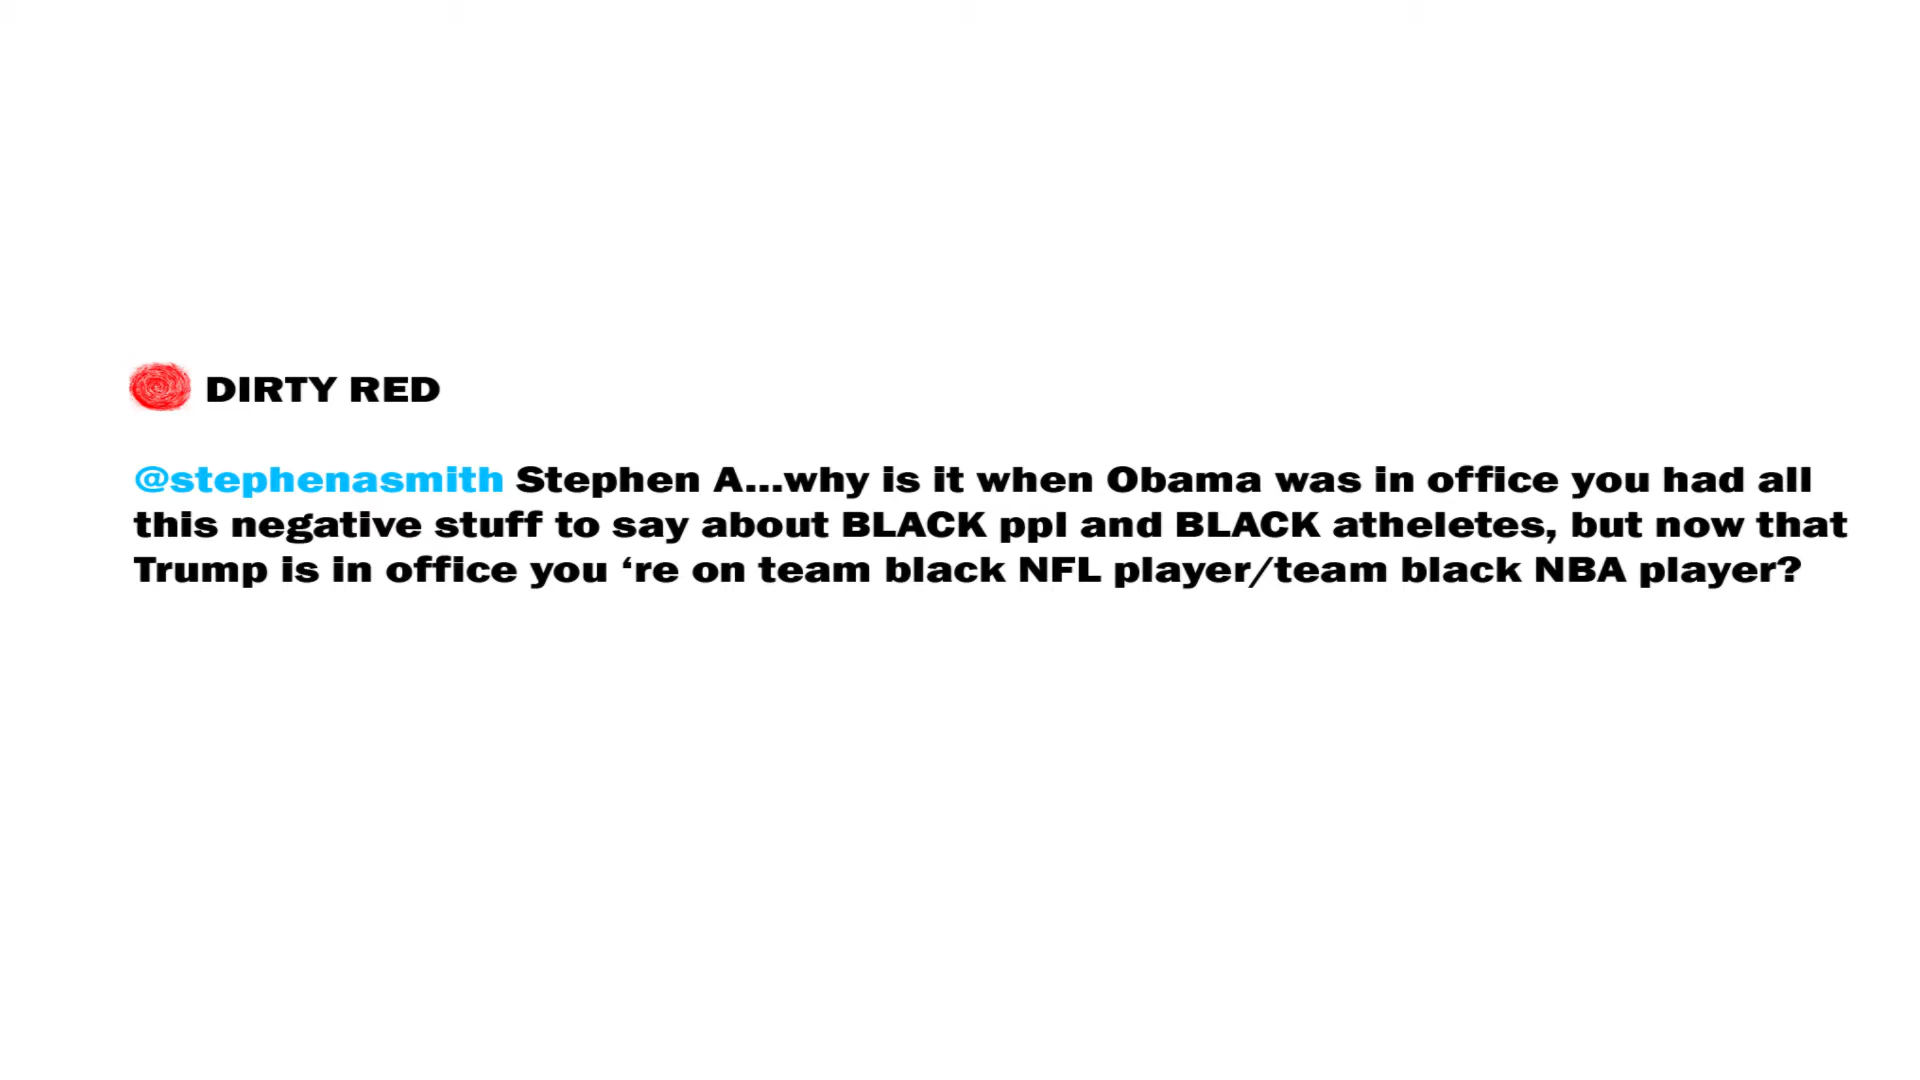 DIRTY RED
@stephenasmith Stephen A...why is it when Obama was in office you had all
this negative stuff to say about BLACK ppl and BLACK atheletes, but now that
Trump is in office you ‘re on team black NFL player/team black NBA player?